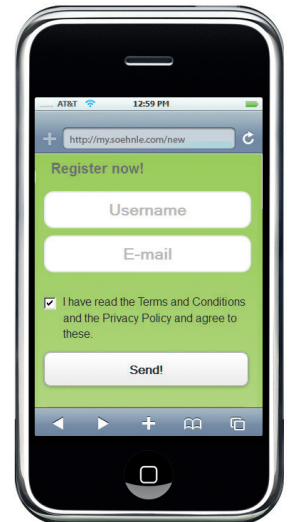 AT&T 12:59 PM
http://my.soehnle.com/new
Register now!
Username
E-mail
I have read the Terms and Conditions
and the Privacy Policy and agree to
these.
Send!